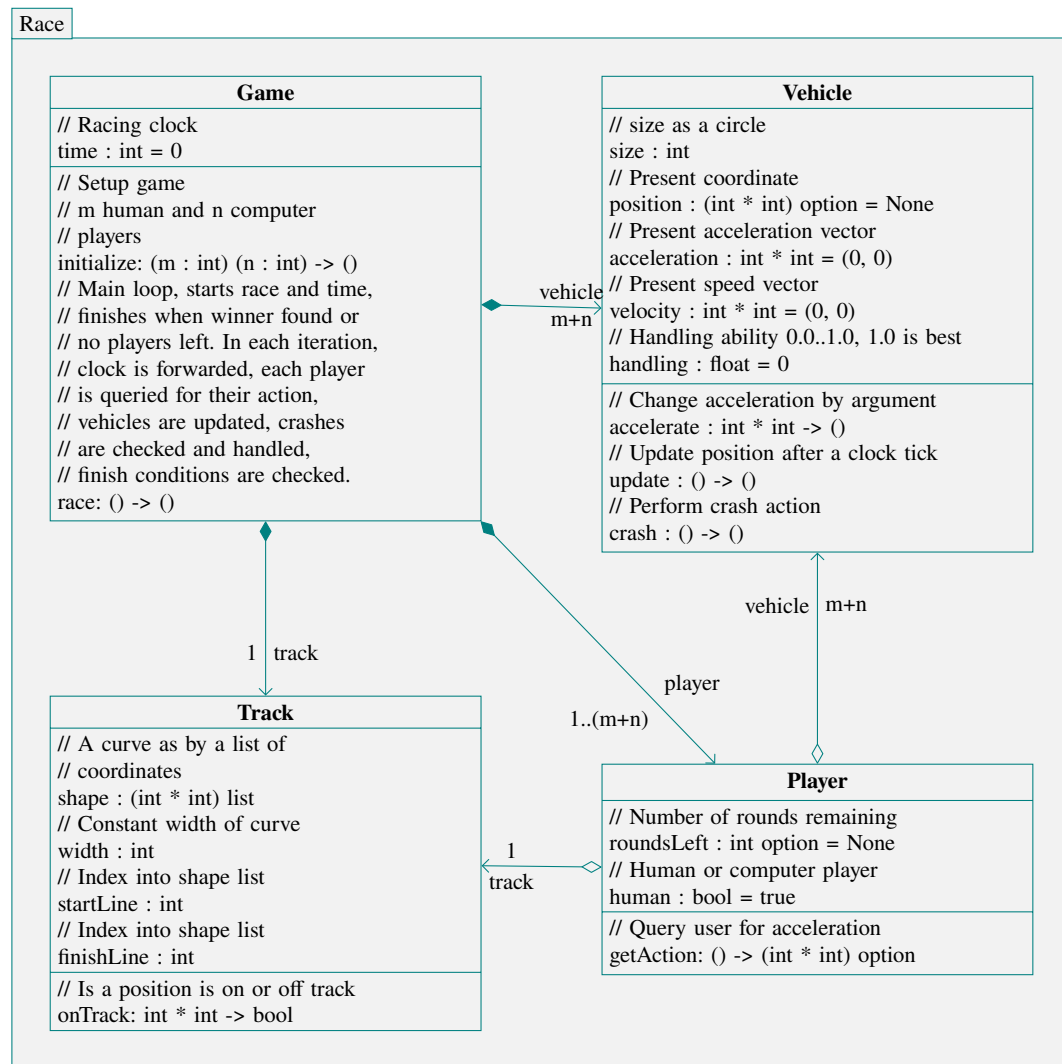 Race
Game
// Racing clock
time : int = 0
// Setup game
// m human and n computer
// players
initialize: (m : int) (n : int) -> ()
// Main loop, starts race and time,
// finishes when winner found or
// no players left. In each iteration,
// clock is forwarded, each player
// is queried for their action,
// vehicles are updated, crashes
// are checked and handled,
// finish conditions are checked.
race: () -> ()
vehicle
m+n
Vehicle
// size as a circle
size : int
// Present coordinate
position : (int * int) option = None
// Present acceleration vector
acceleration : int * int = (0, 0)
// Present speed vector
velocity : int * int = (0, 0)
// Handling ability 0.0..1.0, 1.0 is best
handling : float = 0
// Change acceleration by argument
accelerate : int * int -> ()
// Update position after a clock tick
update : () -> ()
// Perform crash action
crash : () -> ()
1 track
player
1..(m+n)
vehicle m+n
Track
// A curve as by a list of
// coordinates
shape : (int * int) list
// Constant width of curve
width : int
// Index into shape list
startLine : int
// Index into shape list
finishLine : int
// Is a position is on or off track
onTrack: int * int -> bool
1
track
Player
// Number of rounds remaining
roundsLeft : int option = None
// Human or computer player
human : bool = true
// Query user for acceleration
getAction: () -> (int * int) option